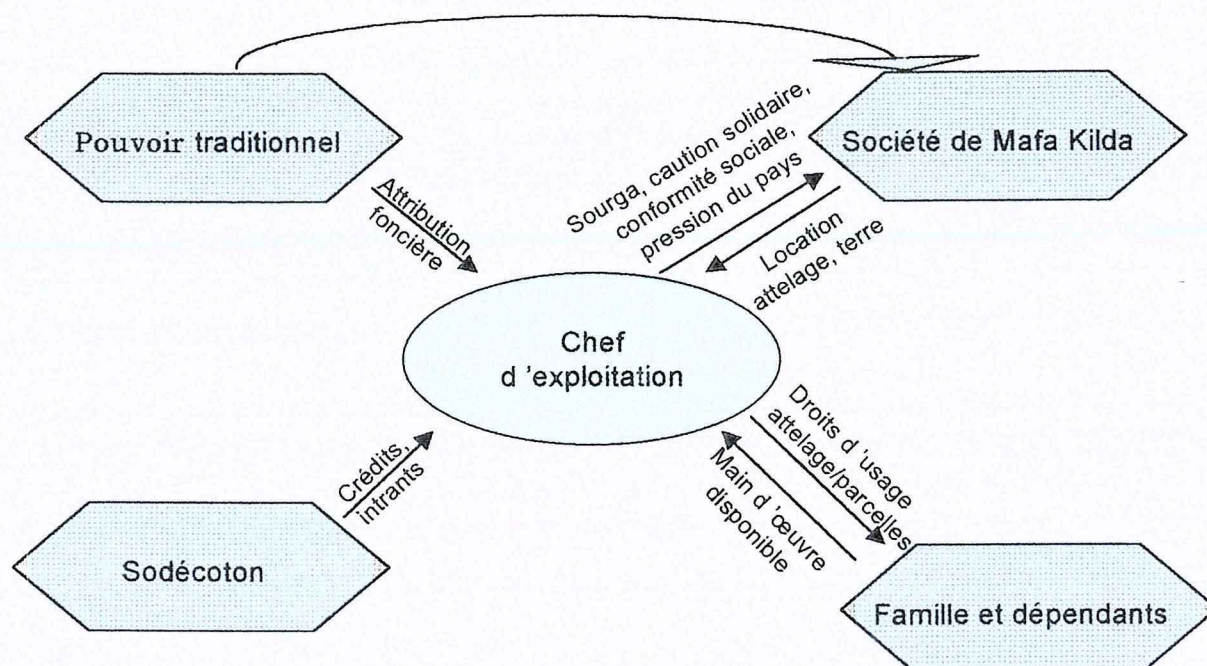 Pouvoir traditionnel
Société de Mafa Kilda
Attribution
foncière
Sourga, caution solidaire,
conformité sociale,
pression du pays
Location
attelage, terre
Chef
d 'exploitation
Crédits,
intrants
Droits d 'usage
attelage/parcelles
Main d 'œuvre
disponible
Sodécoton
Famille et dépendants